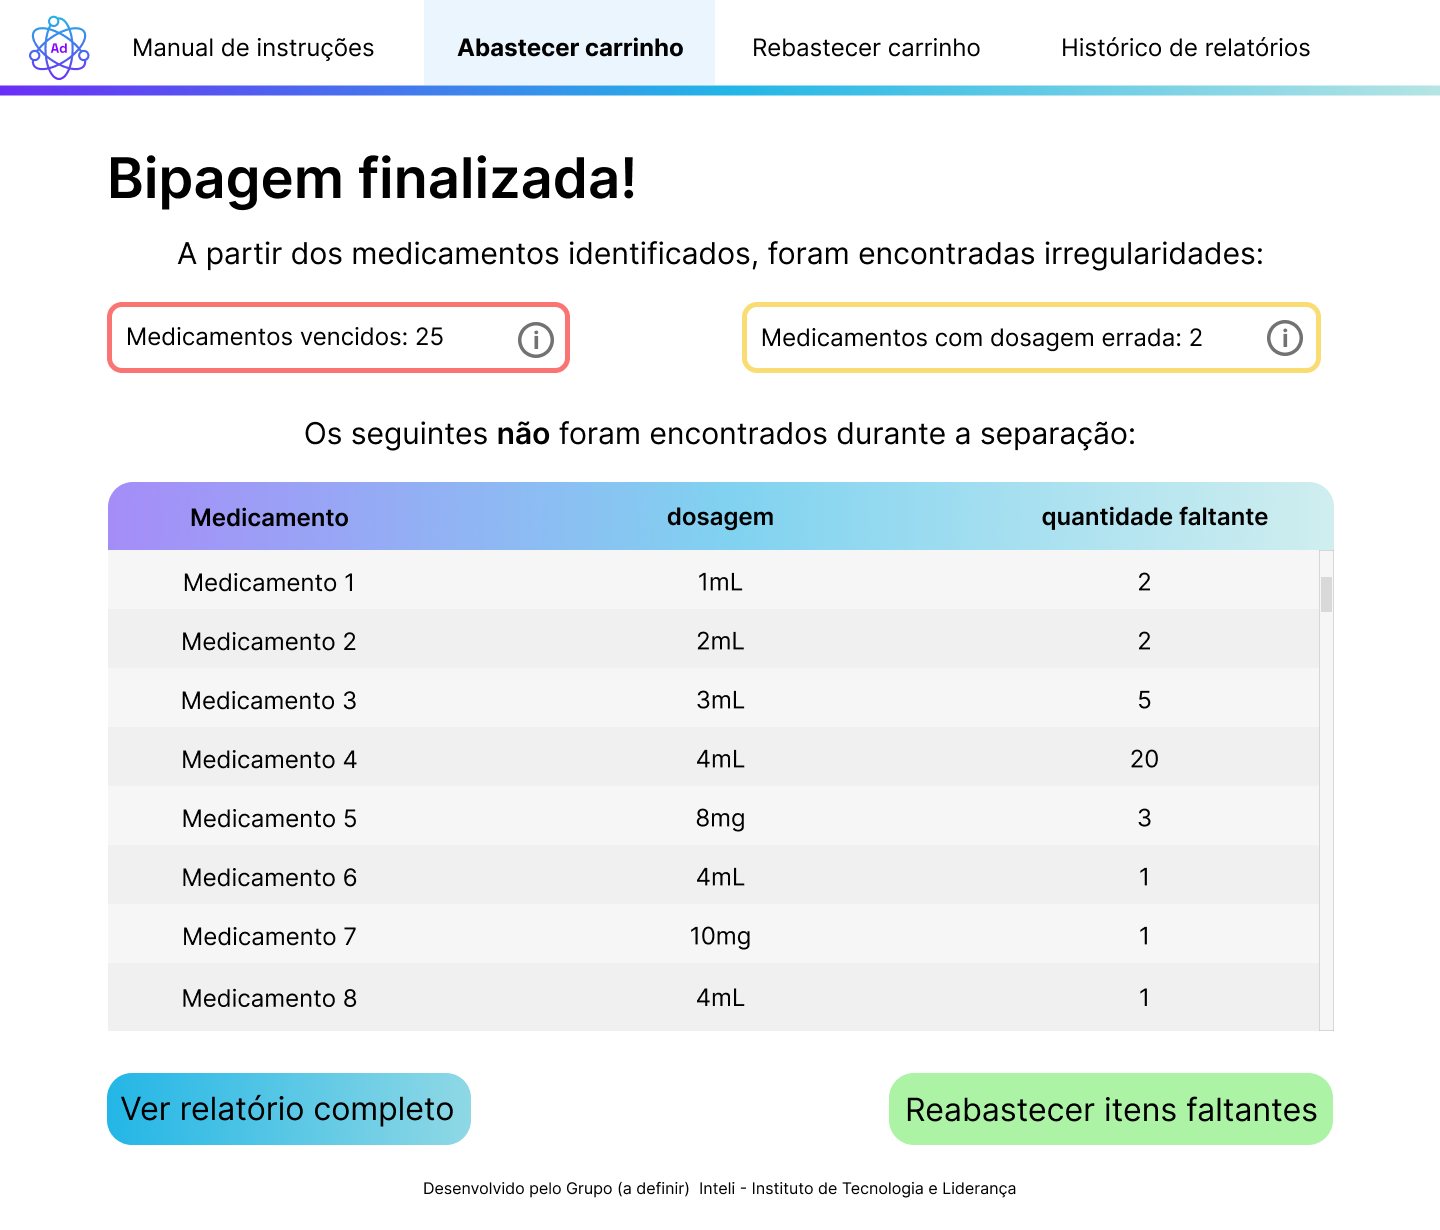 Ad
Manual de instruções
Abastecer carrinho
Rebastecer carrinho
Histórico de relatórios
Bipagem finalizada!
A partir dos medicamentos identificados, foram encontradas irregularidades:
Medicamentos vencidos: 25
Medicamentos com dosagem errada: 2
Os seguintes não foram encontrados durante a separação:
Medicamento dosagem quantidade faltante
Medicamento 1 1mL 2
Medicamento 2 2mL 2
Medicamento 3 3mL 5
Medicamento 4 4mL 20
Medicamento 5 8mg 3
Medicamento 6 4mL 1
Medicamento 7 10mg 1
Medicamento 8 4mL 1
Ver relatório completo
Reabastecer itens faltantes
Desenvolvido pelo Grupo (a definir) Inteli - Instituto de Tecnologia e Liderança